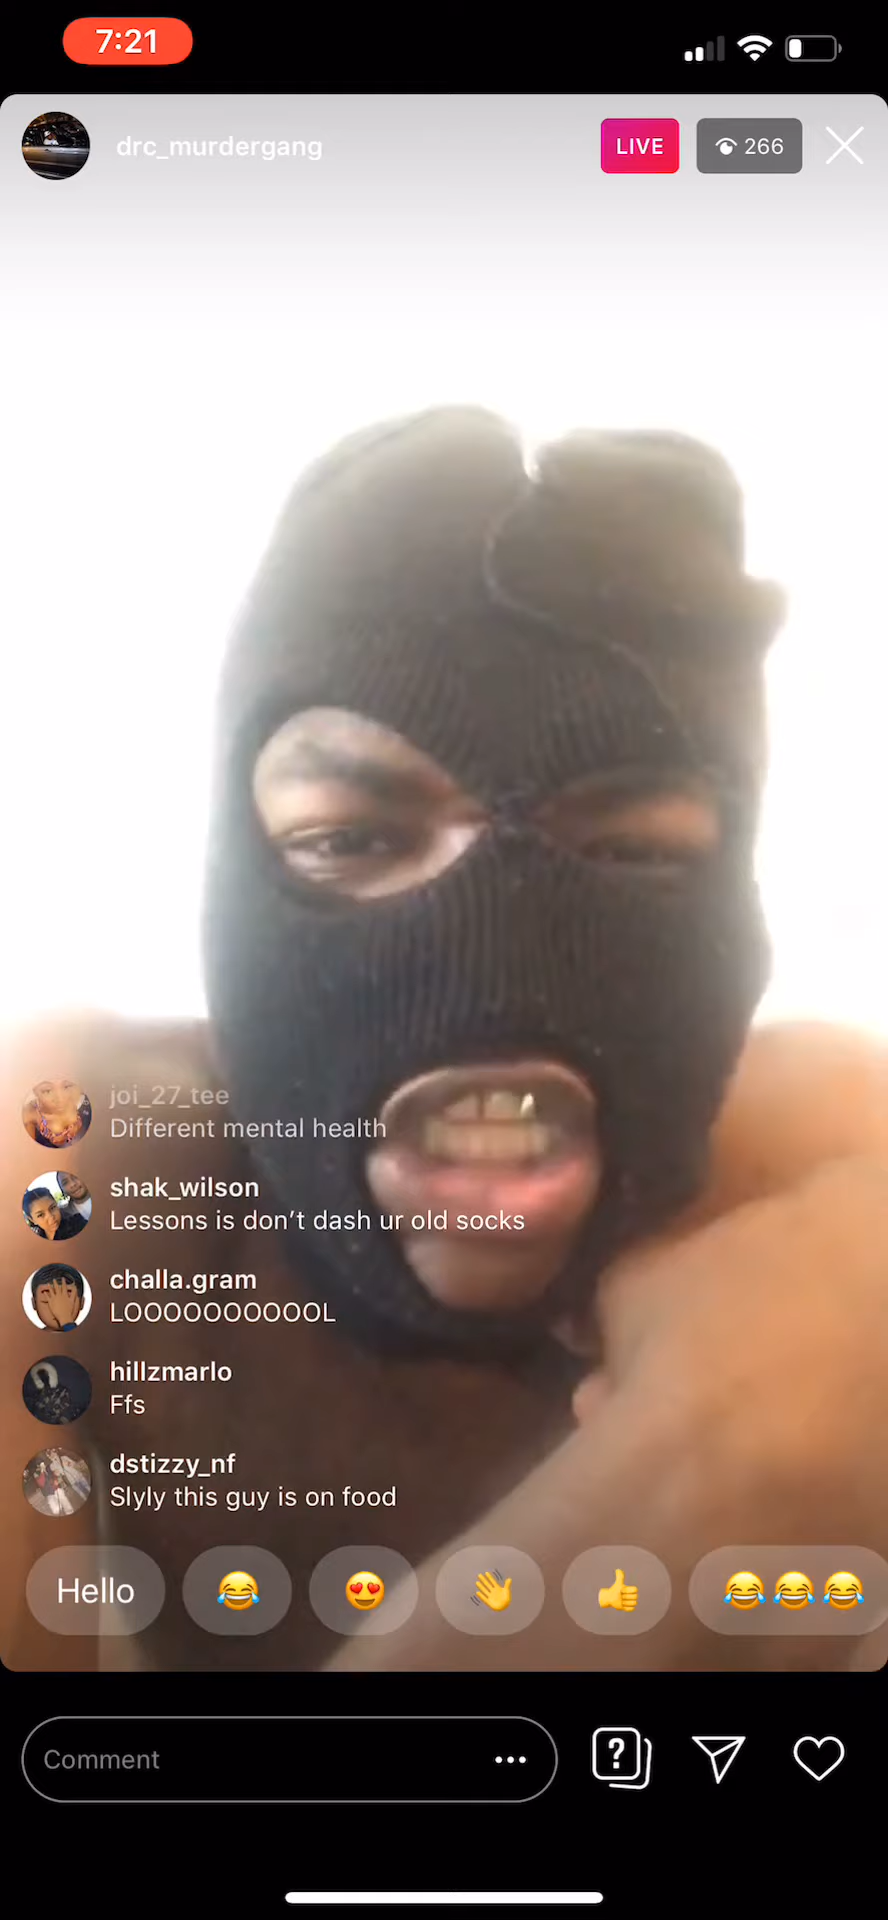 7:21
drc_murdergang
LIVE
266
joi_27_tee
Different mental health
shak_wilson
Lessons is don’t dash ur old socks
challa.gram
LOOOOOOOOOOL
hillzmarlo
Ffs
dstizzy_nf
Slyly this guy is on food
Hello
Comment